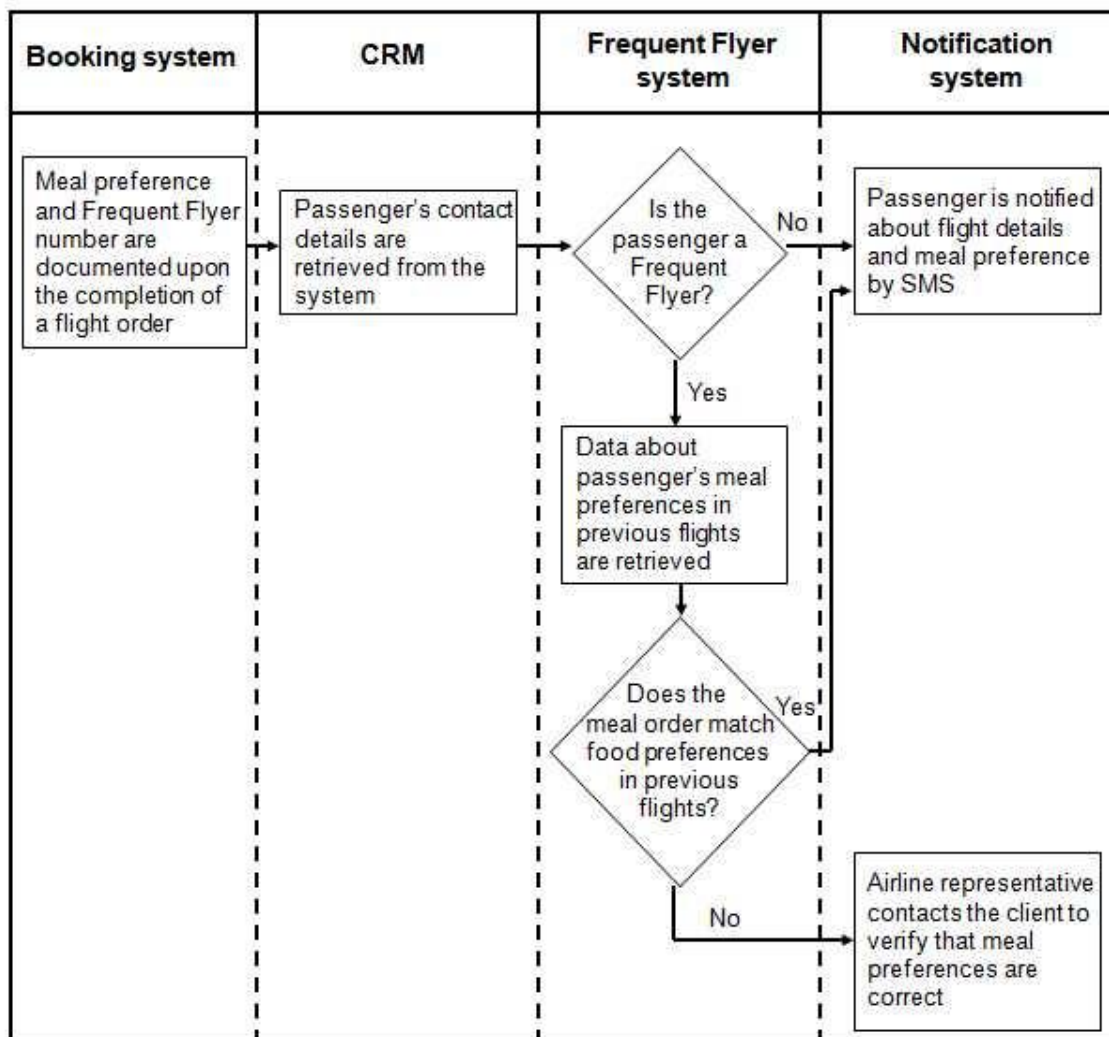 Booking system
CRM
Frequent Flyer
system
Notification
system
Meal preference
and Frequent Flyer
number are
documented upon
the completion of
a flight order
Passenger's contact
details are
retrieved from the
system
Is the
passenger a
Frequent
Flyer?
No
Passenger is notified
about flight details
and meal preference
by SMS
Yes
Data about
passenger's meal
preferences in
previous flights
are retrieved
Does the
meal order match
food preferences
in previous
flights?
Yes
No
Airline representative
contacts the client to
verify that meal
preferences are
correct